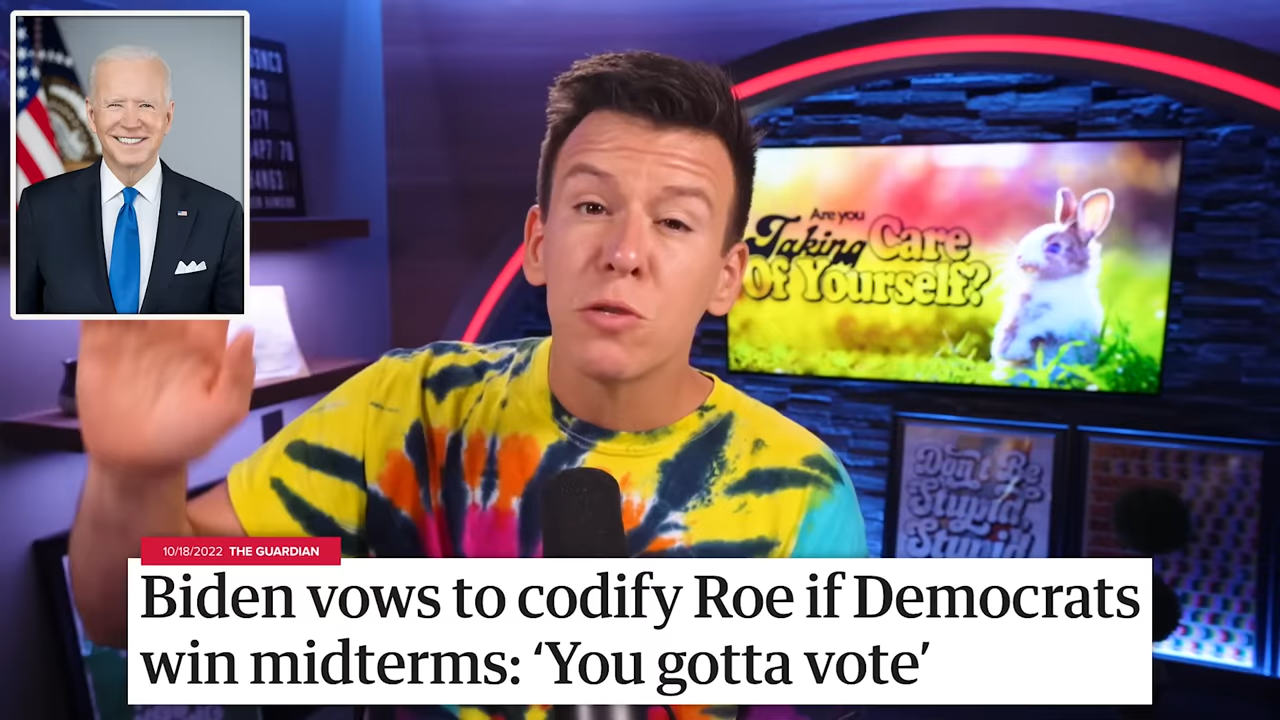 Are you
Taking Care
Of Yourself?
Don't Be
Stupid,
Stupid
10/18/2022 THE GUARDIAN
Biden vows to codify Roe if Democrats
win midterms: ‘You gotta vote’